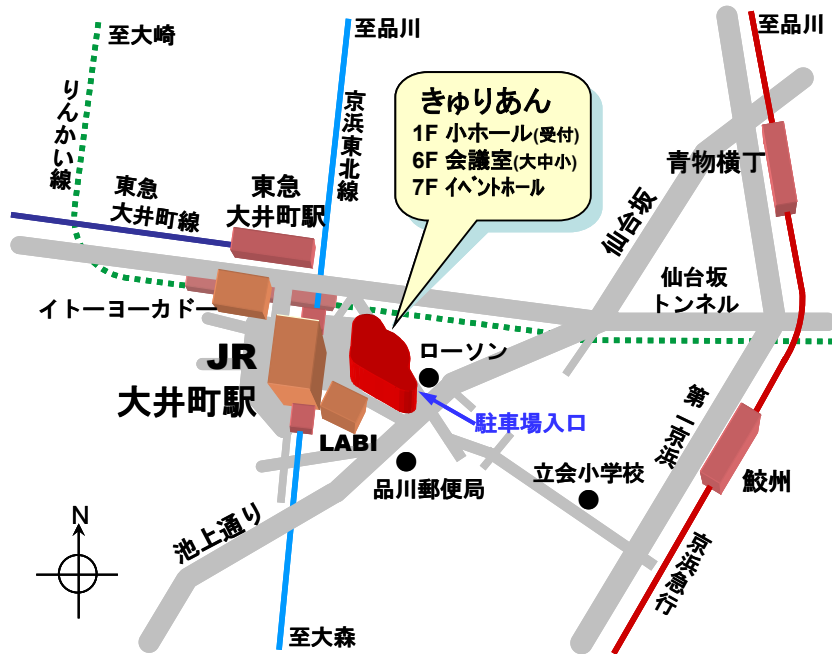 至大崎
至品川
至品川
りんかい線
京浜東北線
きゅりあん
1F 小ホール(受付)
6F 会議室(大中小)
7F イベントホール
青物横丁
東急
大井町線
東急
大井町駅
仙台坂
仙台坂
トンネル
イトーヨーカドー
JR
大井町駅
ローソン
駐車場入口
LABI
第一京浜
品川郵便局
立会小学校
鮫州
池上通り
N
京浜急行
至大森